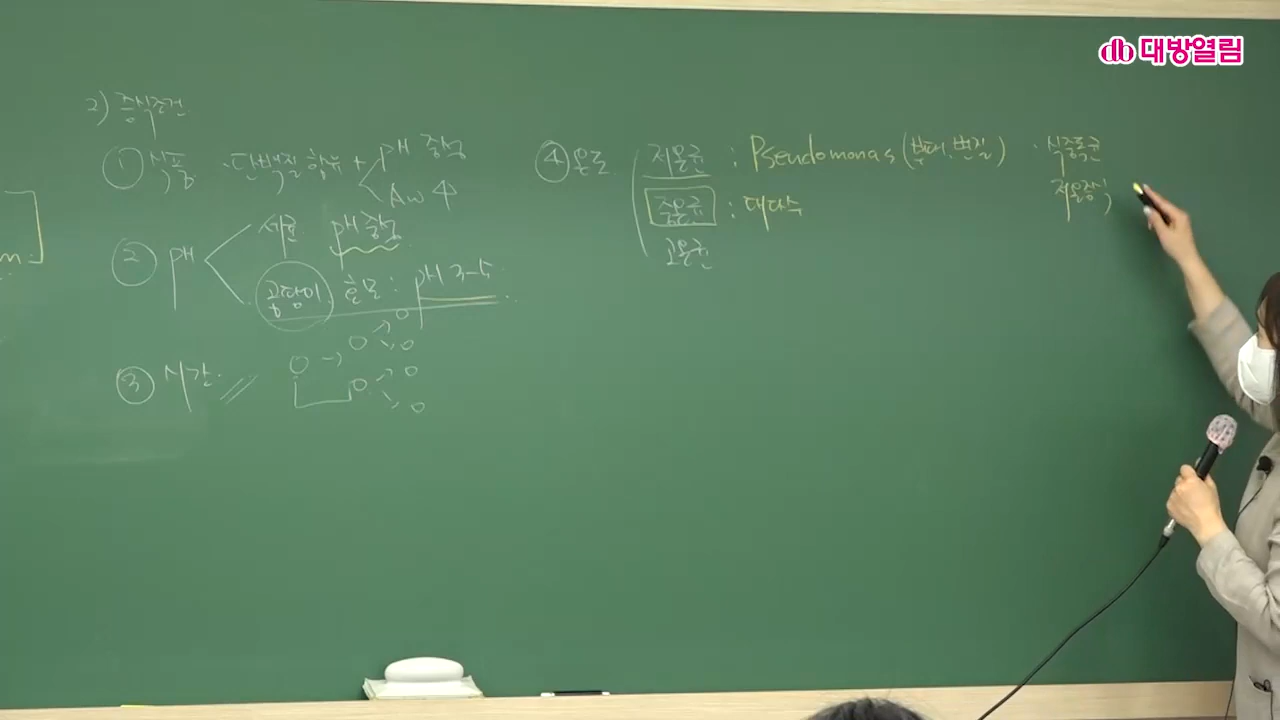 대방열림
2) 증식조건
① 식품 · 단백질 함유 + pH 중성
Aw ↑
② pH 세균 pH 중성
곰팡이, 효모 : pH 3-5
③ 시간
④ 온도 저온균 : Pseudomonas (부패, 변질) · 식중독균
저온증식
중온균 : 대다수
고온균
m